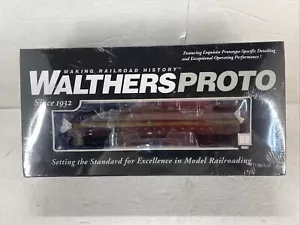 Featuring Exquisite Prototype-Specific Detailing
and Exceptional Operating Performance!
MAKING RAILROAD HISTORY™
WALTHERSPROTO
Since 1932
Setting the Standard for Excellence in Model Railroading